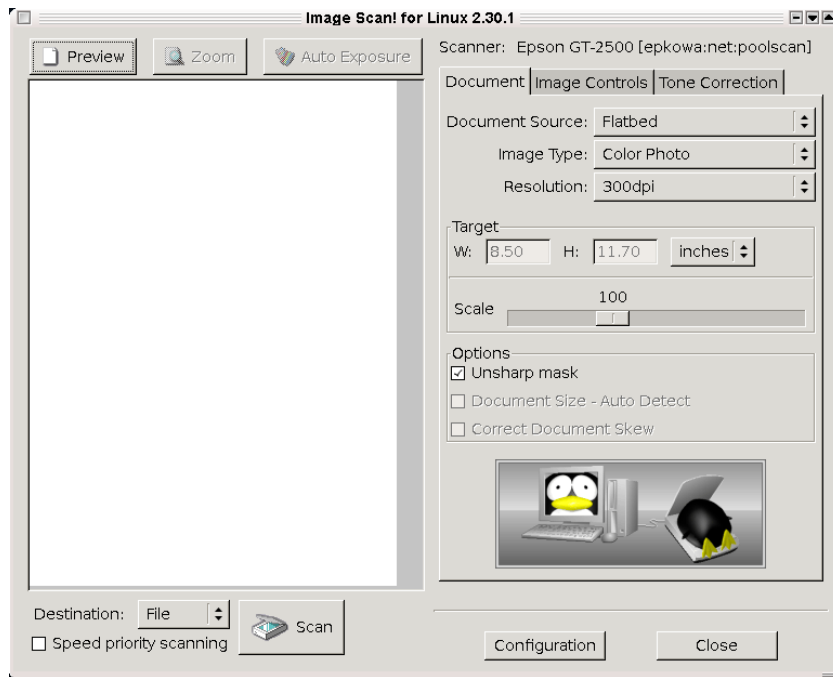 Image Scan! for Linux 2.30.1
Preview
Zoom
Auto Exposure
Scanner: Epson GT-2500 [epkowa:net:poolscan]
Document
Image Controls
Tone Correction
Document Source: Flatbed
Image Type: Color Photo
Resolution: 300dpi
Target
W: 8.50 H: 11.70 inches
100
Scale
Options
Unsharp mask
Document Size - Auto Detect
Correct Document Skew
Destination: File
Speed priority scanning
Scan
Configuration
Close